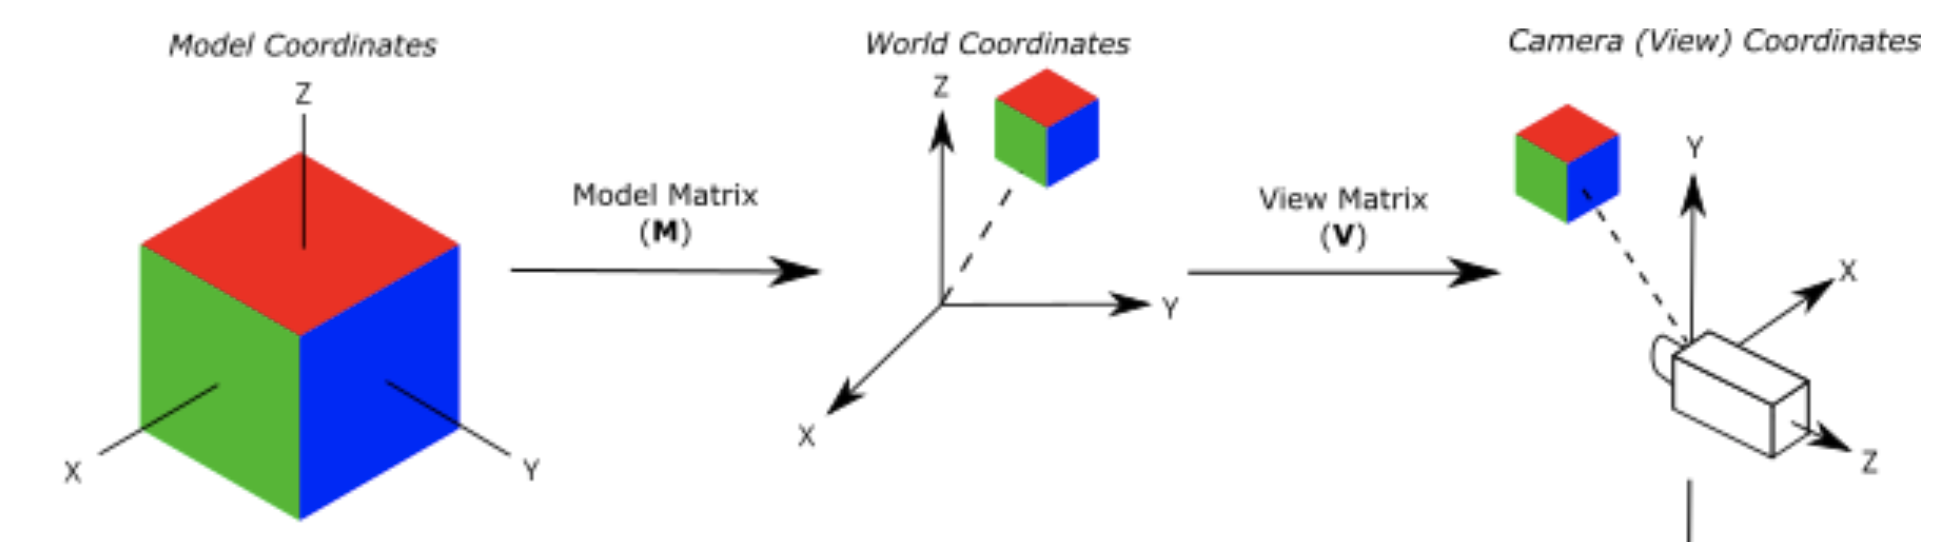 Model Coordinates
Z
X
Y
Model Matrix
(M)
World Coordinates
Z
Y
X
View Matrix
(V)
Camera (View) Coordinates
Y
X
Z